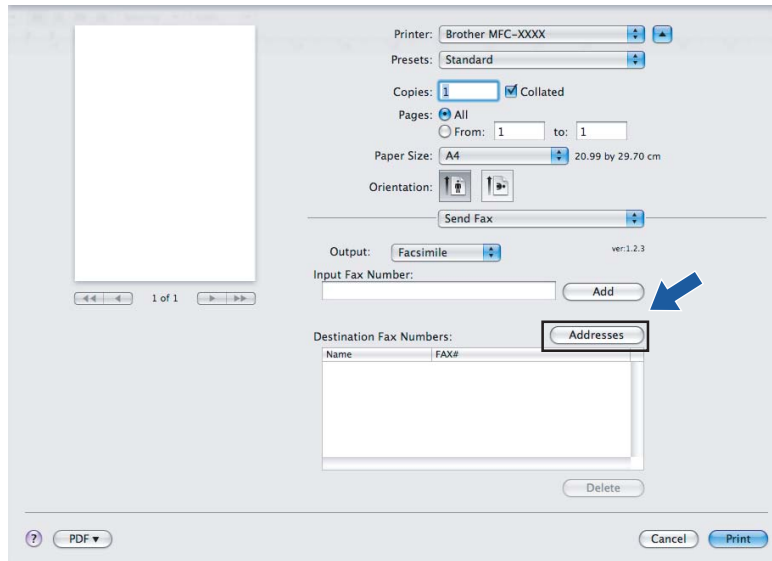 Printer: Brother MFC-XXXX
Presets: Standard
Copies: 1 Collated
Pages: All
From: 1 to: 1
Paper Size: A4 20.99 by 29.70 cm
Orientation:
Send Fax
Output: Facsimile ver:1.2.3
Input Fax Number:
1 of 1 Add
Destination Fax Numbers: Addresses
Name FAX#
Delete
? PDF Cancel Print